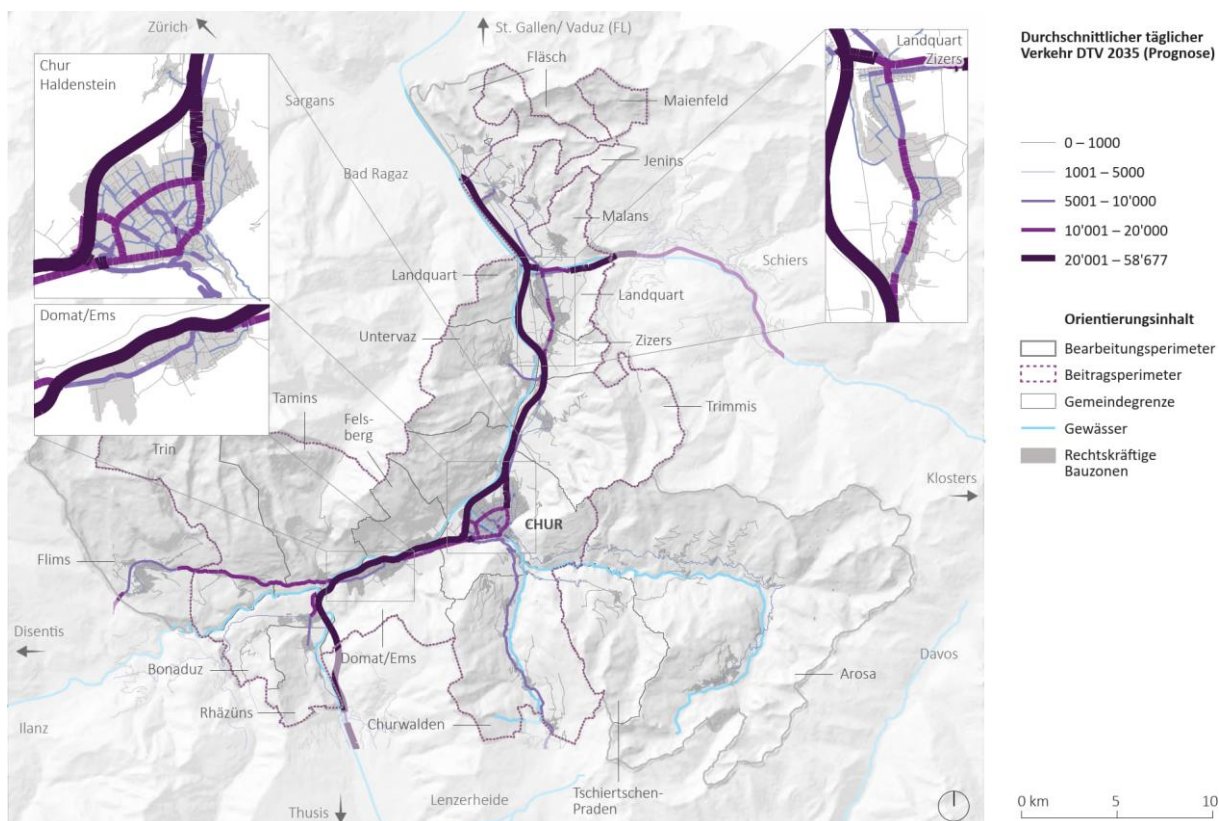 Zürich
St. Gallen/ Vaduz (FL)
Chur
Haldenstein
Fläsch
Sargans
Maienfeld
Jenins
Bad Ragaz
Malans
Landquart
Schiers
Landquart
Domat/Ems
Untervaz
Zizers
Tamins
Trimmis
Fels-
berg
Trin
Klosters
CHUR
Flims
Disentis
Domat/Ems
Bonaduz
Davos
Arosa
Rhäzüns
Churwalden
Ilanz
Tschiertschen-
Praden
Lenzerheide
Thusis
Landquart
Zizers
Durchschnittlicher täglicher
Verkehr DTV 2035 (Prognose)
0 – 1000
1001 – 5000
5001 – 10'000
10'001 – 20'000
20'001 – 58'677
Orientierungsinhalt
Bearbeitungsperimeter
Beitragsperimeter
Gemeindegrenze
Gewässer
Rechtskräftige
Bauzonen
0 km 5 10